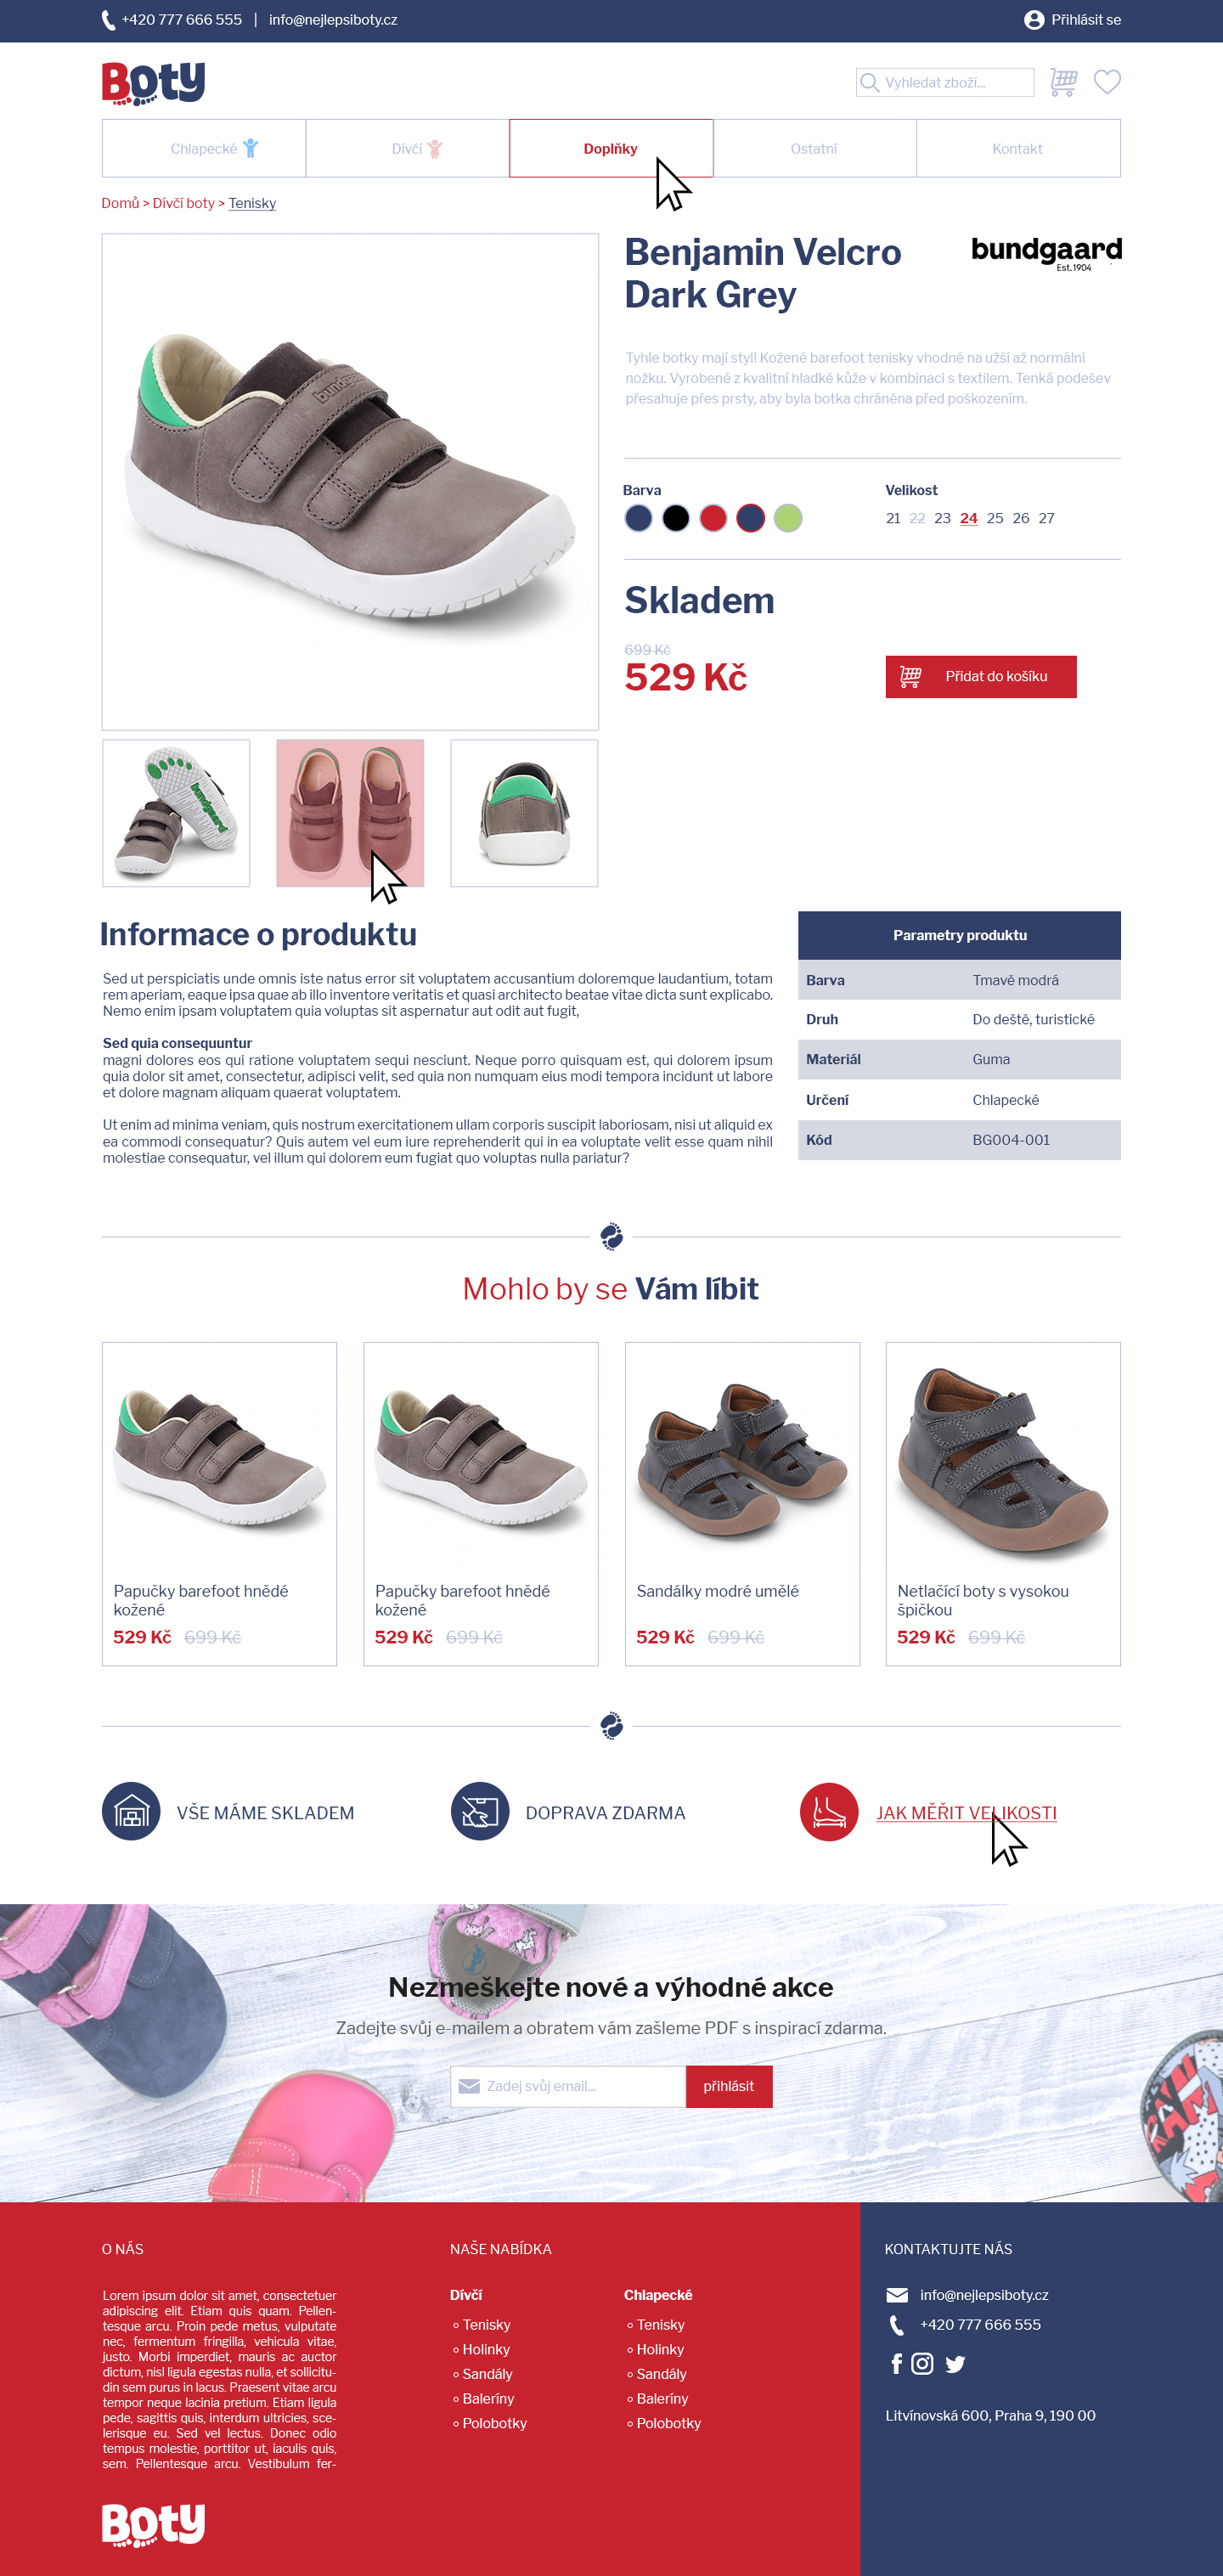 +420 777 666 555 | info@nejlepsiboty.cz
Přihlásit se
Boty
Vyhledat zboží...
Chlapecké
Dívčí
Doplňky
Ostatní
Kontakt
Domů > Dívčí boty > Tenisky
Benjamin Velcro
Dark Grey
bundgaard
Est.1904
Tyhle botky mají styl! Kožené barefoot tenisky vhodné na užší až normální
nožku. Vyrobené z kvalitní hladké kůže v kombinaci s textilem. Tenká podešev
přesahuje přes prsty, aby byla botka chráněna před poškozením.
Barva
Velikost
21 22 23 24 25 26 27
Skladem
699 Kč
529 Kč
Přidat do košíku
bundgaard
Informace o produktu
Sed ut perspiciatis unde omnis iste natus error sit voluptatem accusantium doloremque laudantium, totam
rem aperiam, eaque ipsa quae ab illo inventore veritatis et quasi architecto beatae vitae dicta sunt explicabo.
Nemo enim ipsam voluptatem quia voluptas sit aspernatur aut odit aut fugit,
Sed quia consequuntur
magni dolores eos qui ratione voluptatem sequi nesciunt. Neque porro quisquam est, qui dolorem ipsum
quia dolor sit amet, consectetur, adipisci velit, sed quia non numquam eius modi tempora incidunt ut labore
et dolore magnam aliquam quaerat voluptatem.
Ut enim ad minima veniam, quis nostrum exercitationem ullam corporis suscipit laboriosam, nisi ut aliquid ex
ea commodi consequatur? Quis autem vel eum iure reprehenderit qui in ea voluptate velit esse quam nihil
molestiae consequatur, vel illum qui dolorem eum fugiat quo voluptas nulla pariatur?
Parametry produktu
Barva Tmavě modrá
Druh Do deště, turistické
Materiál Guma
Určení Chlapecké
Kód BG004-001
Mohlo by se Vám líbit
Papučky barefoot hnědé
kožené
529 Kč 699 Kč
Papučky barefoot hnědé
kožené
529 Kč 699 Kč
Sandálky modré umělé
529 Kč 699 Kč
Netlačící boty s vysokou
špičkou
529 Kč 699 Kč
VŠE MÁME SKLADEM
DOPRAVA ZDARMA
JAK MĚŘIT VELIKOSTI
Nezmeškejte nové a výhodné akce
Zadejte svůj e-mailem a obratem vám zašleme PDF s inspirací zdarma.
Zadej svůj email...
přihlásit
O NÁS
Lorem ipsum dolor sit amet, consectetuer
adipiscing elit. Etiam quis quam. Pellen-
tesque arcu. Proin pede metus, vulputate
nec, fermentum fringilla, vehicula vitae,
justo. Morbi imperdiet, mauris ac auctor
dictum, nisl ligula egestas nulla, et sollicitu-
din sem purus in lacus. Praesent vitae arcu
tempor neque lacinia pretium. Etiam ligula
pede, sagittis quis, interdum ultricies, sce-
lerisque eu. Sed vel lectus. Donec odio
tempus molestie, porttitor ut, iaculis quis,
sem. Pellentesque arcu. Vestibulum fer-
Boty
NAŠE NABÍDKA
Dívčí
Tenisky
Holinky
Sandály
Baleríny
Polobotky
Chlapecké
Tenisky
Holinky
Sandály
Baleríny
Polobotky
KONTAKTUJTE NÁS
info@nejlepsiboty.cz
+420 777 666 555
Litvínovská 600, Praha 9, 190 00